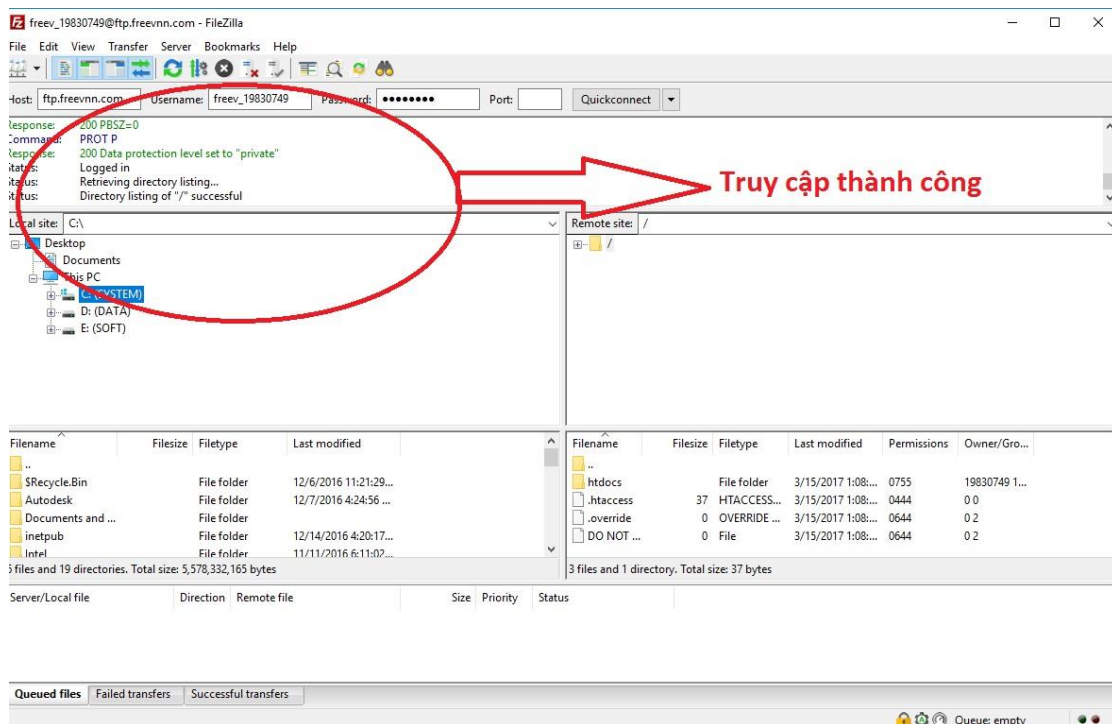 freev_19830749@ftp.freevnn.com - FileZilla
File Edit View Transfer Server Bookmarks Help
Host: ftp.freevnn.com Username: freev_19830749 Password: ●●●●●●●● Port: Quickconnect
Response: 200 PBSZ=0
Command: PROT P
Response: 200 Data protection level set to "private"
Status: Logged in
Status: Retrieving directory listing...
Status: Directory listing of "/" successful
Truy cập thành công
Local site: C:\
Desktop
Documents
This PC
C: (SYSTEM)
D: (DATA)
E: (SOFT)
Remote site: /
/
Filename Filesize Filetype Last modified
..
$Recycle.Bin File folder 12/6/2016 11:21:29...
Autodesk File folder 12/7/2016 4:24:56 ...
Documents and ... File folder
inetpub File folder 12/14/2016 4:20:17...
Intel File folder 11/11/2016 6:11:02...
files and 19 directories. Total size: 5,578,332,165 bytes
Filename Filesize Filetype Last modified Permissions Owner/Gro...
..
htdocs File folder 3/15/2017 1:08:... 0755 19830749 1...
.htaccess 37 HTACCESS... 3/15/2017 1:08:... 0444 0 0
.override 0 OVERRIDE ... 3/15/2017 1:08:... 0644 0 2
DO NOT ... 0 File 3/15/2017 1:08:... 0644 0 2
3 files and 1 directory. Total size: 37 bytes
Server/Local file Direction Remote file Size Priority Status
Queued files Failed transfers Successful transfers
Queue: empty